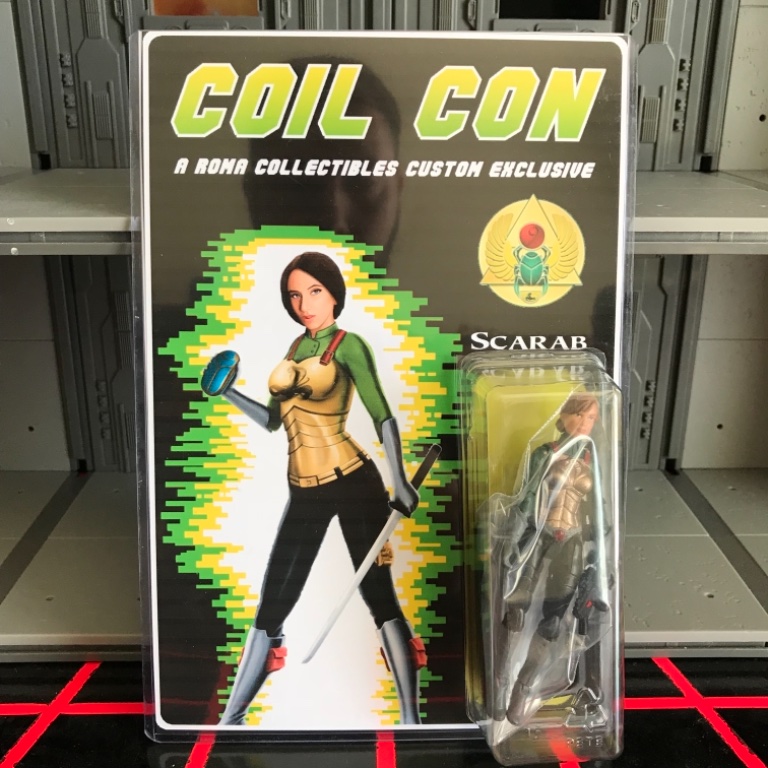 COIL CON
A ROMA COLLECTIBLES CUSTOM EXCLUSIVE
SCARAB